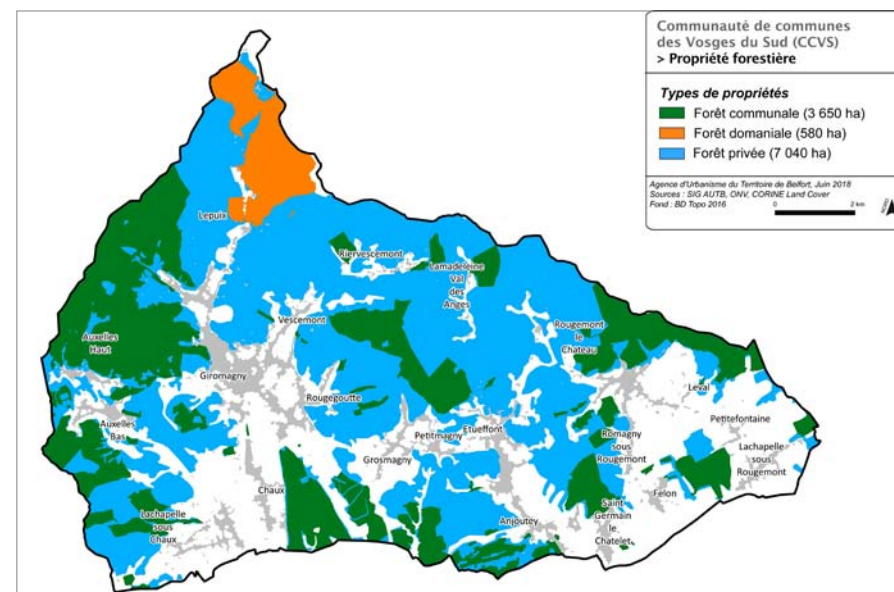 Communauté de communes
des Vosges du Sud (CCVS)
> Propriété forestière
Types de propriétés
Forêt communale (3 650 ha)
Forêt domaniale (580 ha)
Forêt privée (7 040 ha)
Agence d'Urbanisme du Territoire de Belfort, Juin 2018
Sources : SIG AUTB, ONV, CORINE Land Cover
Fond : BD Topo 2016
0 2 km
Lepuix
Riervescemont
Lamadeleine
Val
des
Anges
Auxelles
Haut
Vescemont
Rougemont
le
Chateau
Giromagny
Leval
Rougegoutte
Auxelles
Bas
Petitmagny
Etueffont
Petitefontaine
Grosmagny
Romagny
sous
Rougemont
Lachapelle
sous
Rougemont
Chaux
Felon
Lachapelle
sous
Chaux
Anjoutey
Saint
Germain
le
Chatelet